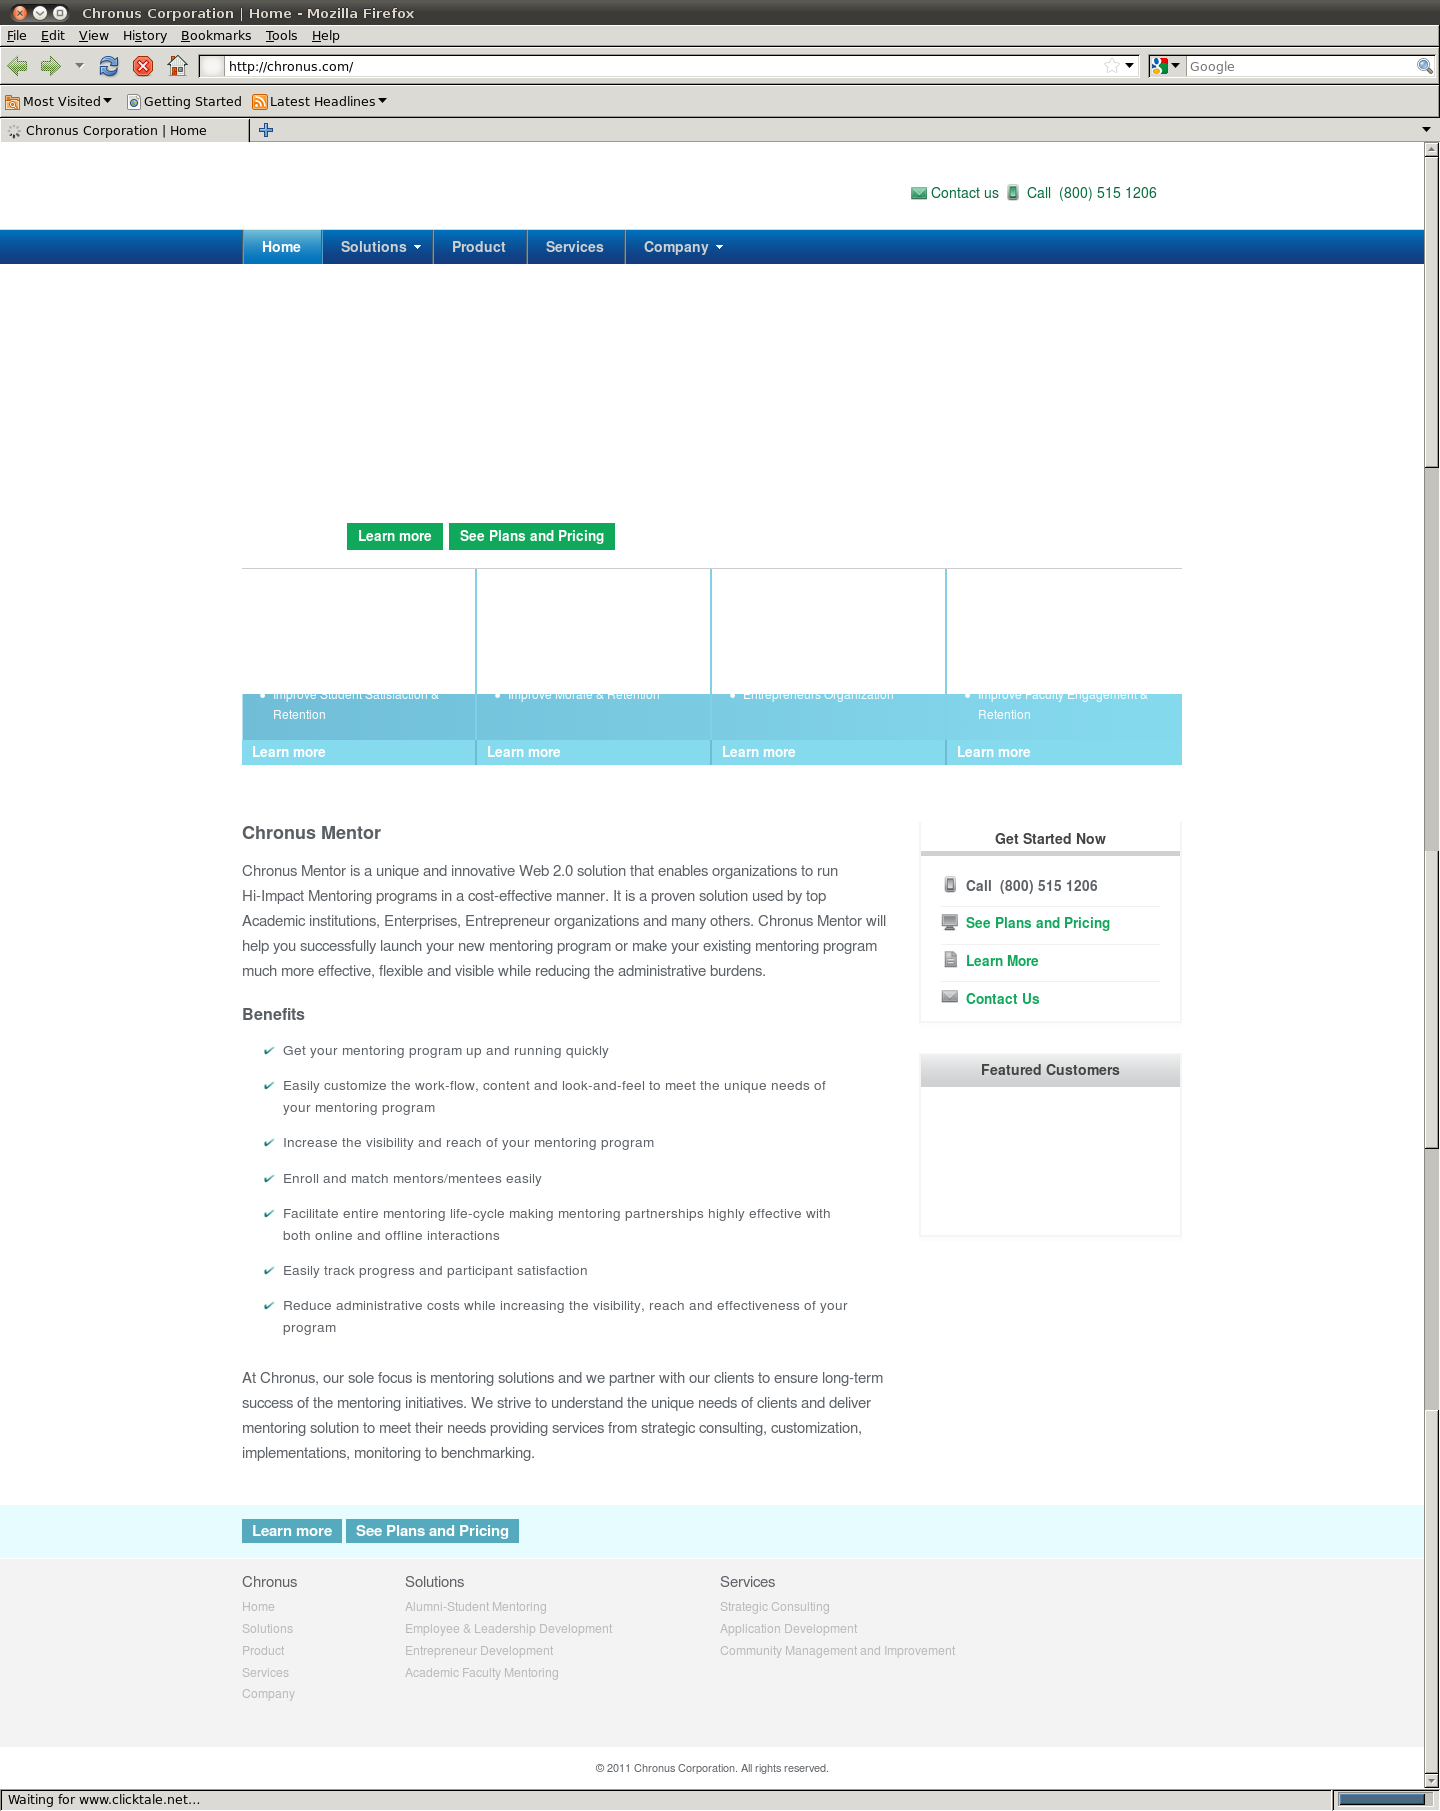 Chronus Corporation | Home - Mozilla Firefox
File Edit View History Bookmarks Tools Help
http://chronus.com/
Google
Most Visited Getting Started Latest Headlines
Chronus Corporation | Home
Contact us Call (800) 515 1206
Home Solutions Product Services Company
Learn more See Plans and Pricing
Improve Student Satisfaction & Improve Morale & Retention Entrepreneurs Organization Improve Faculty Engagement &
Retention Retention
Learn more Learn more Learn more Learn more
Chronus Mentor
Chronus Mentor is a unique and innovative Web 2.0 solution that enables organizations to run
Hi-Impact Mentoring programs in a cost-effective manner. It is a proven solution used by top
Academic institutions, Enterprises, Entrepreneur organizations and many others. Chronus Mentor will
help you successfully launch your new mentoring program or make your existing mentoring program
much more effective, flexible and visible while reducing the administrative burdens.
Benefits
Get your mentoring program up and running quickly
Easily customize the work-flow, content and look-and-feel to meet the unique needs of
your mentoring program
Increase the visibility and reach of your mentoring program
Enroll and match mentors/mentees easily
Facilitate entire mentoring life-cycle making mentoring partnerships highly effective with
both online and offline interactions
Easily track progress and participant satisfaction
Reduce administrative costs while increasing the visibility, reach and effectiveness of your
program
At Chronus, our sole focus is mentoring solutions and we partner with our clients to ensure long-term
success of the mentoring initiatives. We strive to understand the unique needs of clients and deliver
mentoring solution to meet their needs providing services from strategic consulting, customization,
implementations, monitoring to benchmarking.
Get Started Now
Call (800) 515 1206
See Plans and Pricing
Learn More
Contact Us
Featured Customers
Learn more See Plans and Pricing
Chronus
Home
Solutions
Product
Services
Company
Solutions
Alumni-Student Mentoring
Employee & Leadership Development
Entrepreneur Development
Academic Faculty Mentoring
Services
Strategic Consulting
Application Development
Community Management and Improvement
© 2011 Chronus Corporation. All rights reserved.
Waiting for www.clicktale.net...